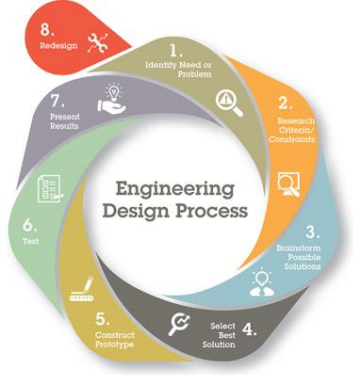 Engineering
Design Process
1.
Identify Need or
Problem
2.
Research
Criteria/
Constraints
3.
Brainstorm
Possible
Solutions
4.
Select
Best
Solution
5.
Construct
Prototype
6.
Test
7.
Present
Results
8.
Redesign